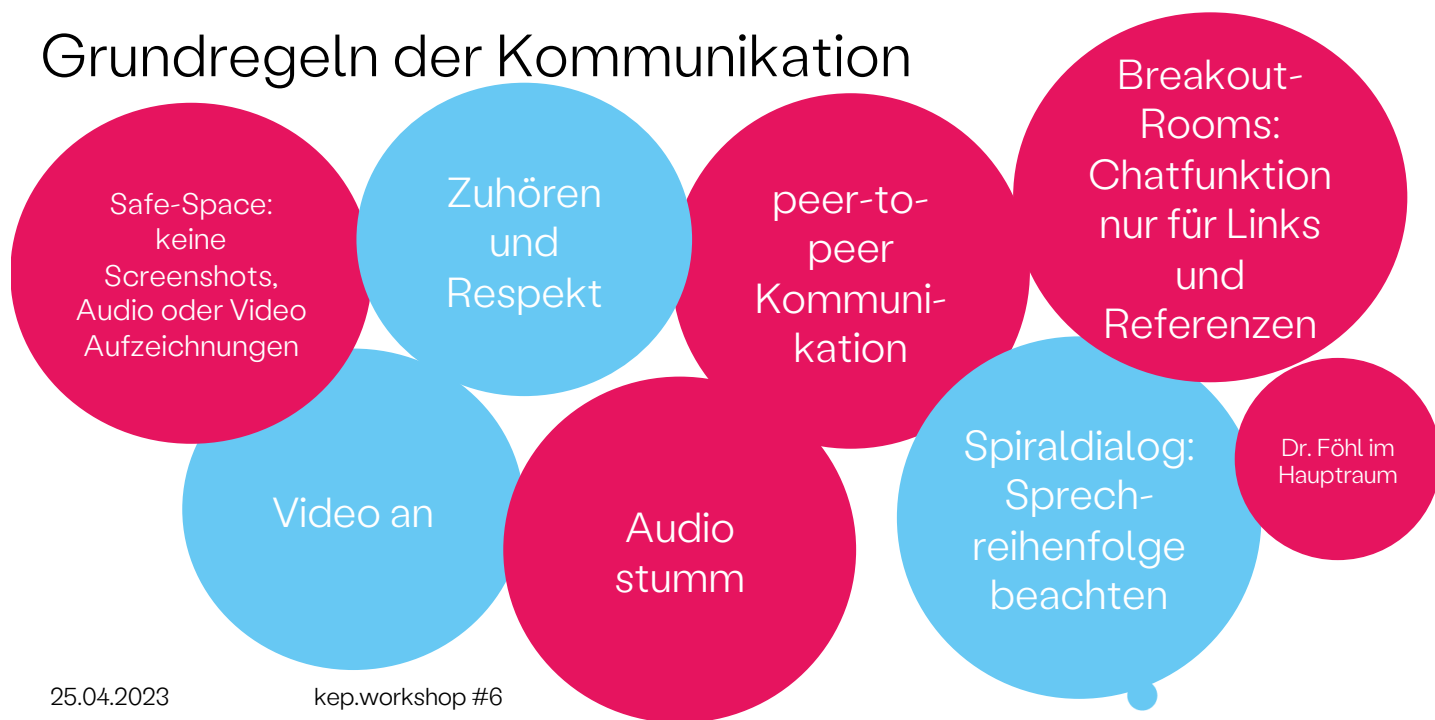 Grundregeln der Kommunikation
Safe-Space:
keine
Screenshots,
Audio oder Video
Aufzeichnungen
Zuhören
und
Respekt
peer-to-
peer
Kommuni-
kation
Breakout-
Rooms:
Chatfunktion
nur für Links
und
Referenzen
Video an
Audio
stumm
Spiraldialog:
Sprech-
reihenfolge
beachten
Dr. Föhl im
Hauptraum
25.04.2023
kep.workshop #6